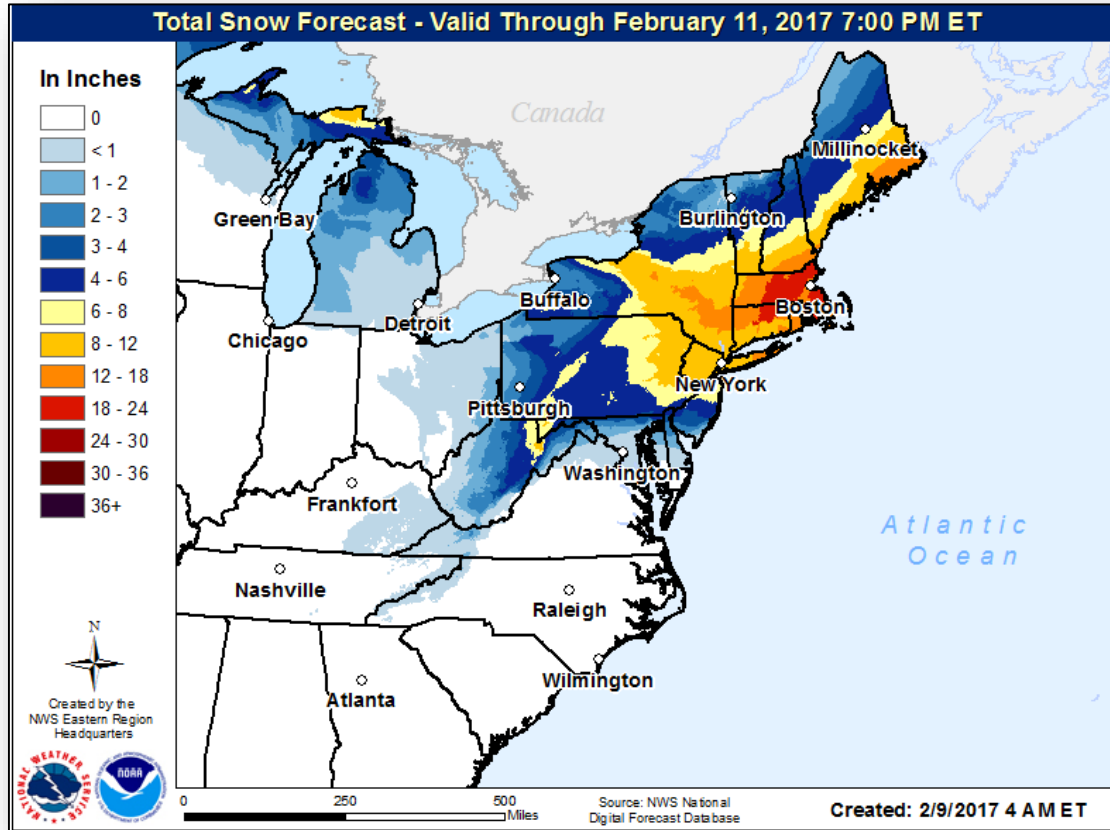 Total Snow Forecast - Valid Through February 11, 2017 7:00 PM ET
In Inches
0
< 1
1 - 2
2 - 3
3 - 4
4 - 6
6 - 8
8 - 12
12 - 18
18 - 24
24 - 30
30 - 36
36+
Canada
Millinocket
Green Bay
Burlington
Buffalo
Boston
Detroit
Chicago
New York
Pittsburgh
Washington
Frankfort
Atlantic
Ocean
Nashville
Raleigh
Wilmington
Atlanta
N
Created by the
NWS Eastern Region
Headquarters
NATIONAL WEATHER SERVICE
NOAA
0
250
500
Miles
Source: NWS National
Digital Forecast Database
Created: 2/9/2017 4 AM ET